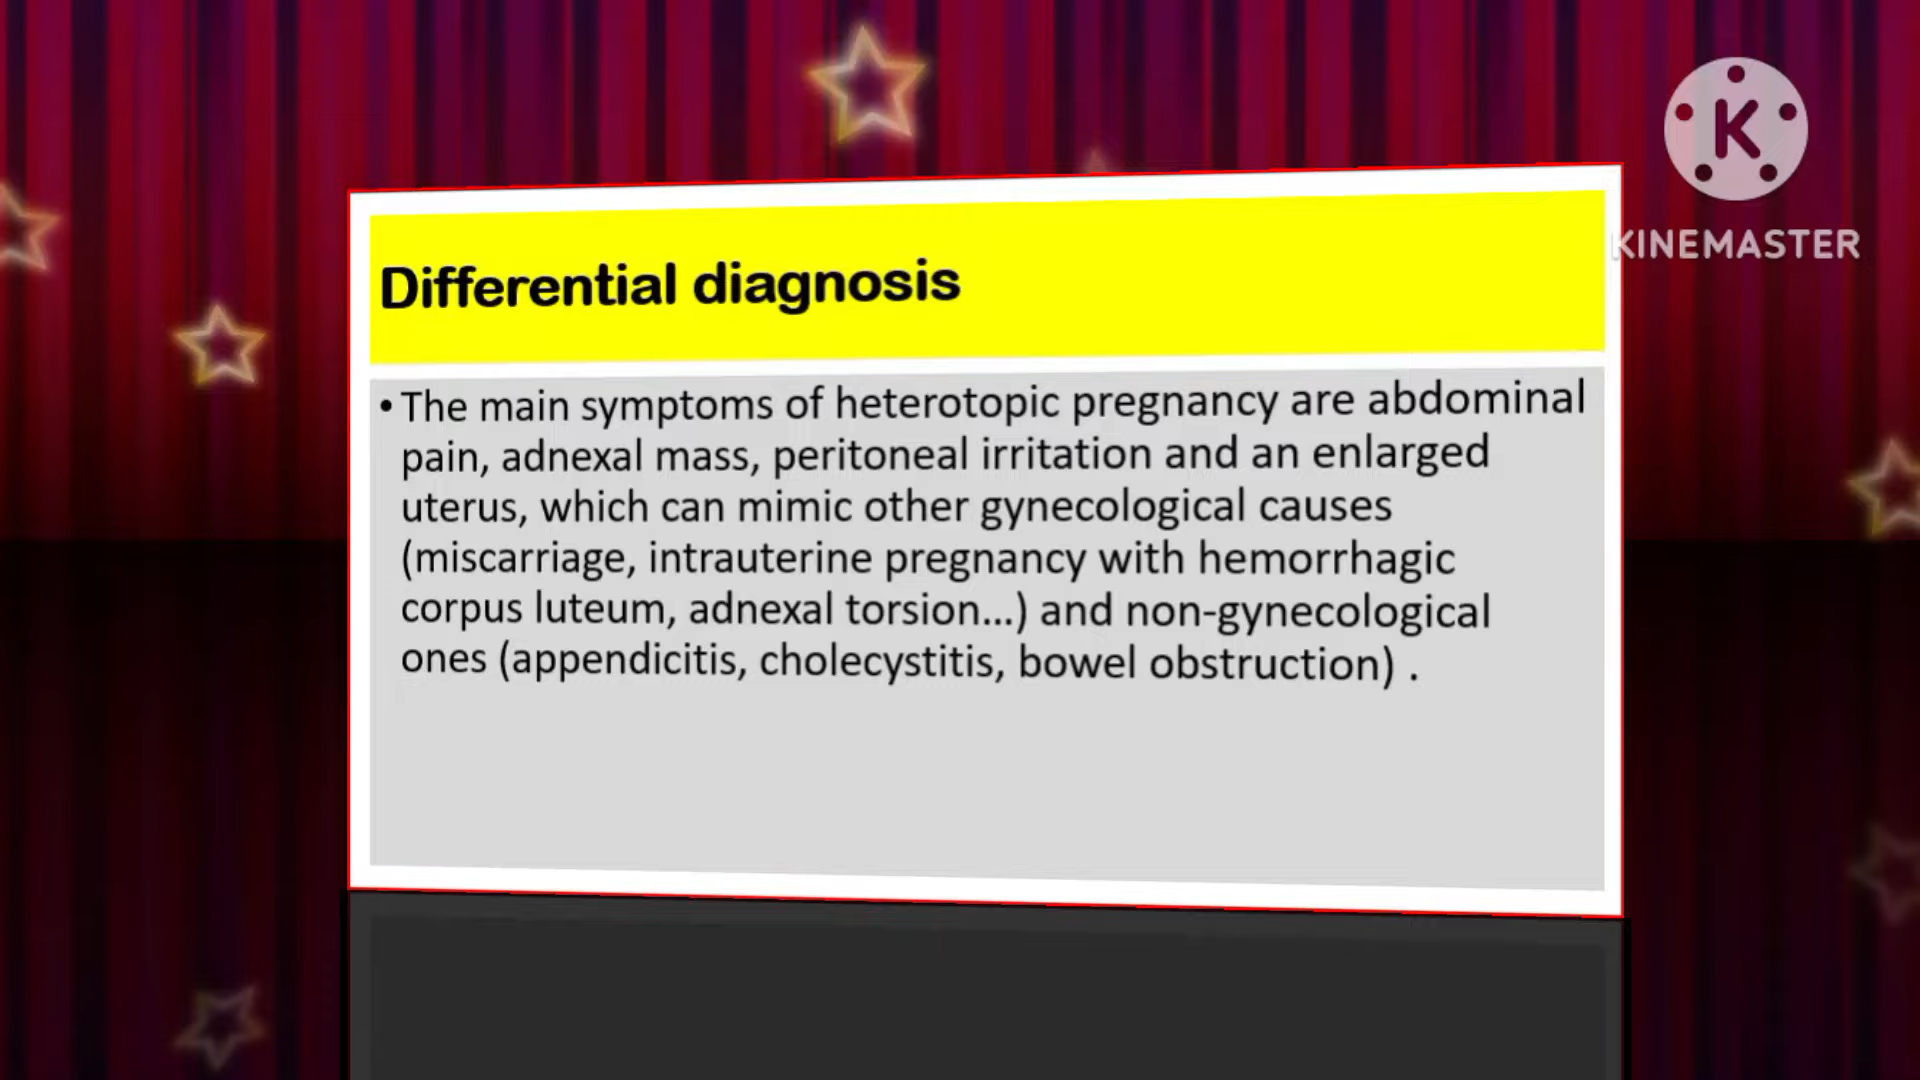 K
KINEMASTER
Differential diagnosis
• The main symptoms of heterotopic pregnancy are abdominal
pain, adnexal mass, peritoneal irritation and an enlarged
uterus, which can mimic other gynecological causes
(miscarriage, intrauterine pregnancy with hemorrhagic
corpus luteum, adnexal torsion...) and non-gynecological
ones (appendicitis, cholecystitis, bowel obstruction) .